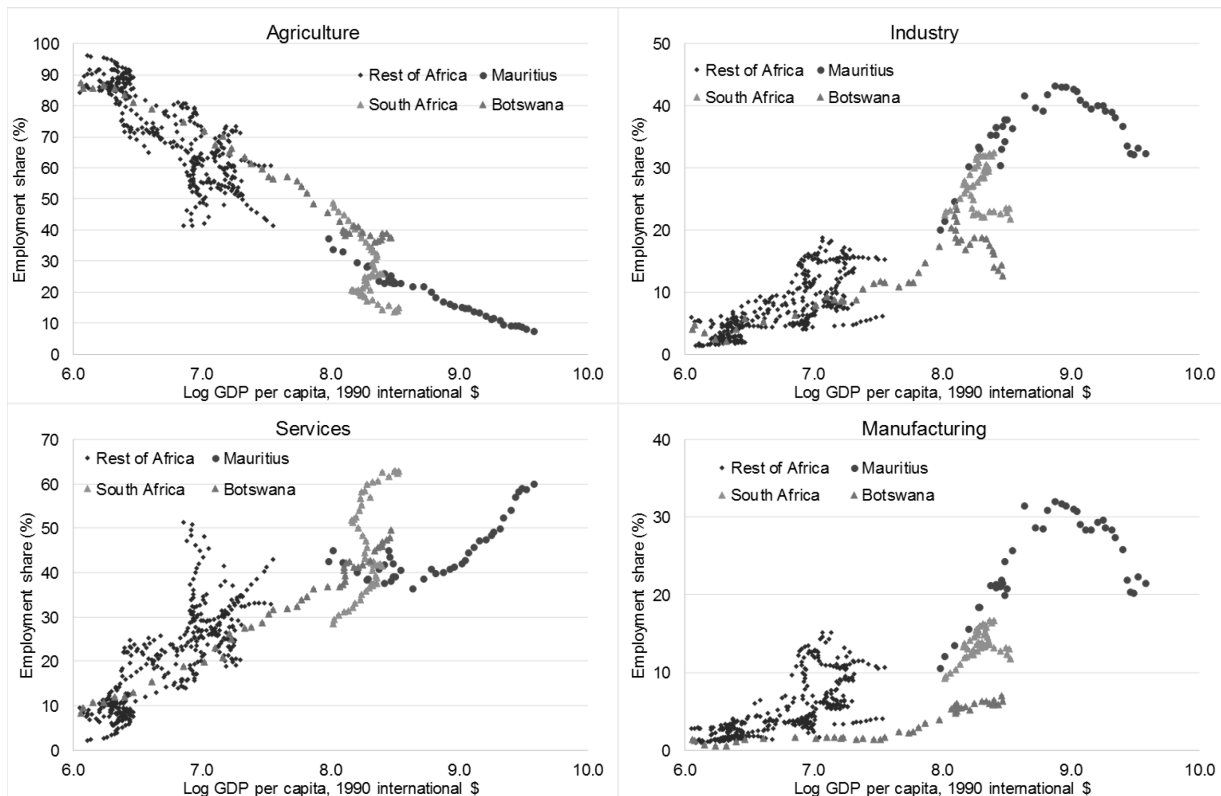 Agriculture
100
90
80
70
60
50
40
30
20
10
0
Employment share (%)
Rest of Africa
Mauritius
South Africa
Botswana
6.0 7.0 8.0 9.0 10.0
Log GDP per capita, 1990 international $
Industry
50
40
30
20
10
0
Employment share (%)
Rest of Africa
Mauritius
South Africa
Botswana
6.0 7.0 8.0 9.0 10.0
Log GDP per capita, 1990 international $
Services
70
60
50
40
30
20
10
0
Employment share (%)
Rest of Africa
Mauritius
South Africa
Botswana
6.0 7.0 8.0 9.0 10.0
Log GDP per capita, 1990 international $
Manufacturing
40
30
20
10
0
Employment share (%)
Rest of Africa
Mauritius
South Africa
Botswana
6.0 7.0 8.0 9.0 10.0
Log GDP per capita, 1990 international $